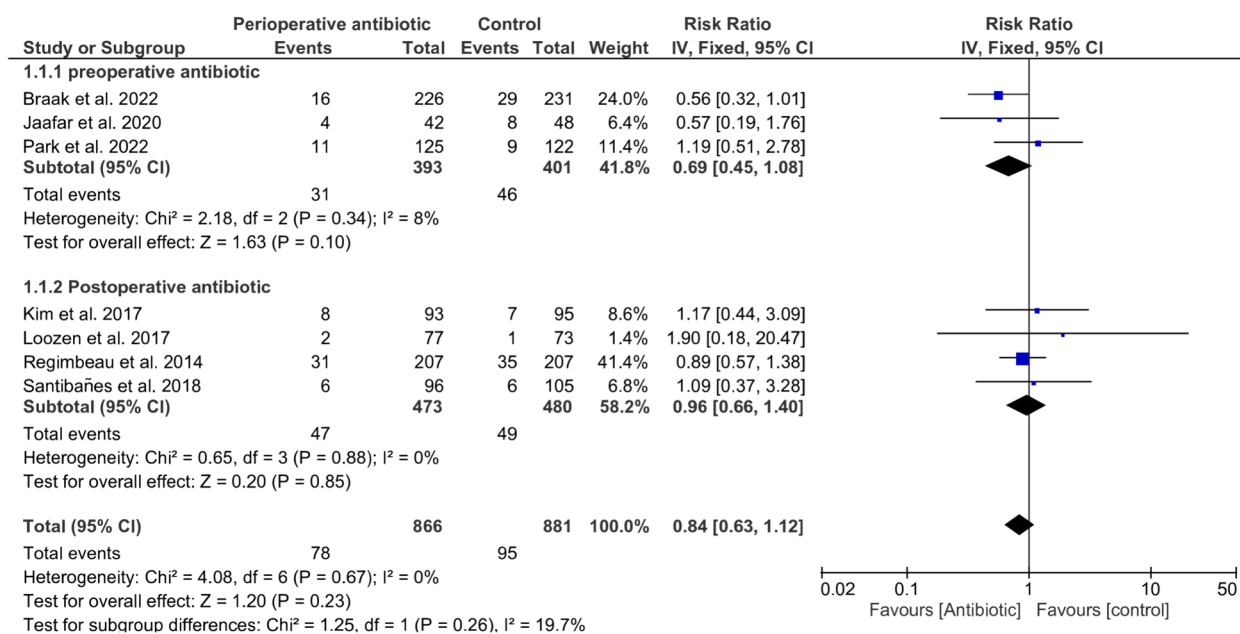 Perioperative antibiotic Control Risk Ratio Risk Ratio
Study or Subgroup Events Total Events Total Weight IV, Fixed, 95% CI IV, Fixed, 95% CI
1.1.1 preoperative antibiotic
Braak et al. 2022 16 226 29 231 24.0% 0.56 [0.32, 1.01]
Jaafar et al. 2020 4 42 8 48 6.4% 0.57 [0.19, 1.76]
Park et al. 2022 11 125 9 122 11.4% 1.19 [0.51, 2.78]
Subtotal (95% CI) 393 401 41.8% 0.69 [0.45, 1.08]
Total events 31 46
Heterogeneity: Chi² = 2.18, df = 2 (P = 0.34); I² = 8%
Test for overall effect: Z = 1.63 (P = 0.10)
1.1.2 Postoperative antibiotic
Kim et al. 2017 8 93 7 95 8.6% 1.17 [0.44, 3.09]
Loozen et al. 2017 2 77 1 73 1.4% 1.90 [0.18, 20.47]
Regimbeau et al. 2014 31 207 35 207 41.4% 0.89 [0.57, 1.38]
Santibañes et al. 2018 6 96 6 105 6.8% 1.09 [0.37, 3.28]
Subtotal (95% CI) 473 480 58.2% 0.96 [0.66, 1.40]
Total events 47 49
Heterogeneity: Chi² = 0.65, df = 3 (P = 0.88); I² = 0%
Test for overall effect: Z = 0.20 (P = 0.85)
Total (95% CI) 866 881 100.0% 0.84 [0.63, 1.12]
Total events 78 95
Heterogeneity: Chi² = 4.08, df = 6 (P = 0.67); I² = 0%
Test for overall effect: Z = 1.20 (P = 0.23)
Test for subgroup differences: Chi² = 1.25, df = 1 (P = 0.26), I² = 19.7%
0.02 0.1 1 10 50
Favours [Antibiotic] Favours [control]